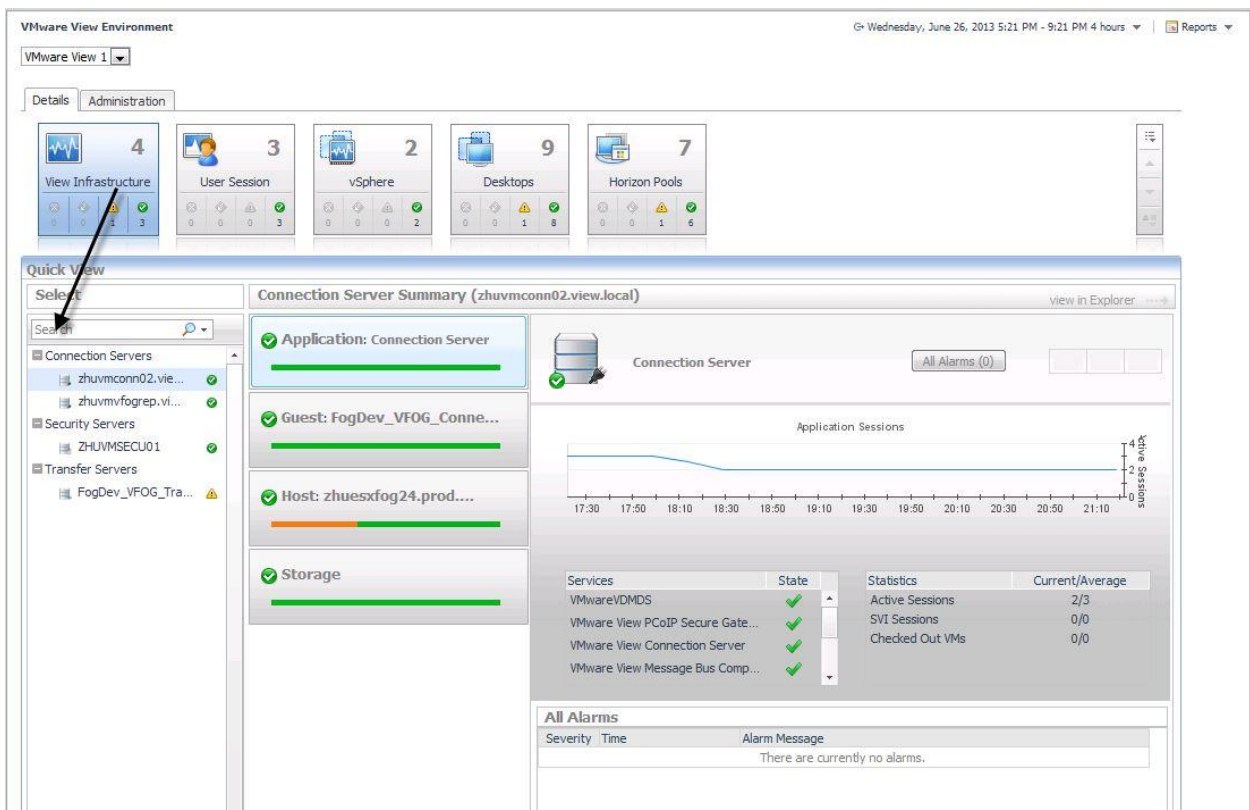 VMware View Environment
Wednesday, June 26, 2013 5:21 PM - 9:21 PM 4 hours
Reports
VMware View 1
Details Administration
4 3 2 9 7
View Infrastructure User Session vSphere Desktops Horizon Pools
0 0 1 3 0 0 0 3 0 0 0 2 0 0 1 8 0 0 1 6
Quick View
Select
Connection Server Summary (zhuvmconn02.view.local)
view in Explorer
Search
Connection Servers
zhuvmconn02.vie...
zhuvmvfogrep.vi...
Security Servers
ZHUVMSECU01
Transfer Servers
FogDev_VFOG_Tra...
Application: Connection Server
Guest: FogDev_VFOG_Conne...
Host: zhuesxfog24.prod....
Storage
Connection Server
All Alarms (0)
Application Sessions
4
2
0
Active Sessions
17:30 17:50 18:10 18:30 18:50 19:10 19:30 19:50 20:10 20:30 20:50 21:10
Services State
VMwareVDMDS
VMware View PCoIP Secure Gate...
VMware View Connection Server
VMware View Message Bus Comp...
Statistics Current/Average
Active Sessions 2/3
SVI Sessions 0/0
Checked Out VMs 0/0
All Alarms
Severity Time Alarm Message
There are currently no alarms.